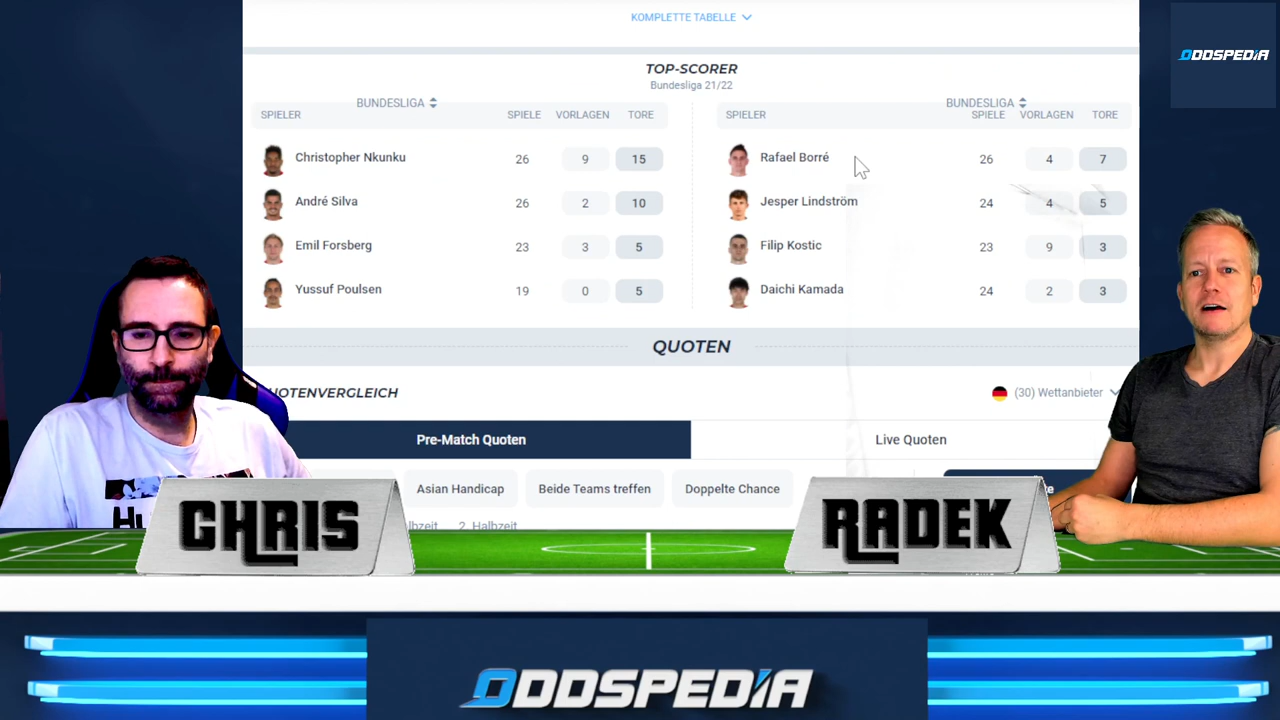 KOMPLETTE TABELLE
ODDSPEDIA
TOP-SCORER
Bundesliga 21/22
BUNDESLIGA
SPIELER SPIELE VORLAGEN TORE
Christopher Nkunku 26 9 15
André Silva 26 2 10
Emil Forsberg 23 3 5
Yussuf Poulsen 19 0 5
BUNDESLIGA
SPIELER SPIELE VORLAGEN TORE
Rafael Borré 26 4 7
Jesper Lindström 24 4 5
Filip Kostic 23 9 3
Daichi Kamada 24 2 3
QUOTEN
(30) Wettanbieter
Pre-Match Quoten Live Quoten
Asian Handicap Beide Teams treffen Doppelte Chance
2. Halbzeit
CHRIS
RADEK
ODDSPEDIA